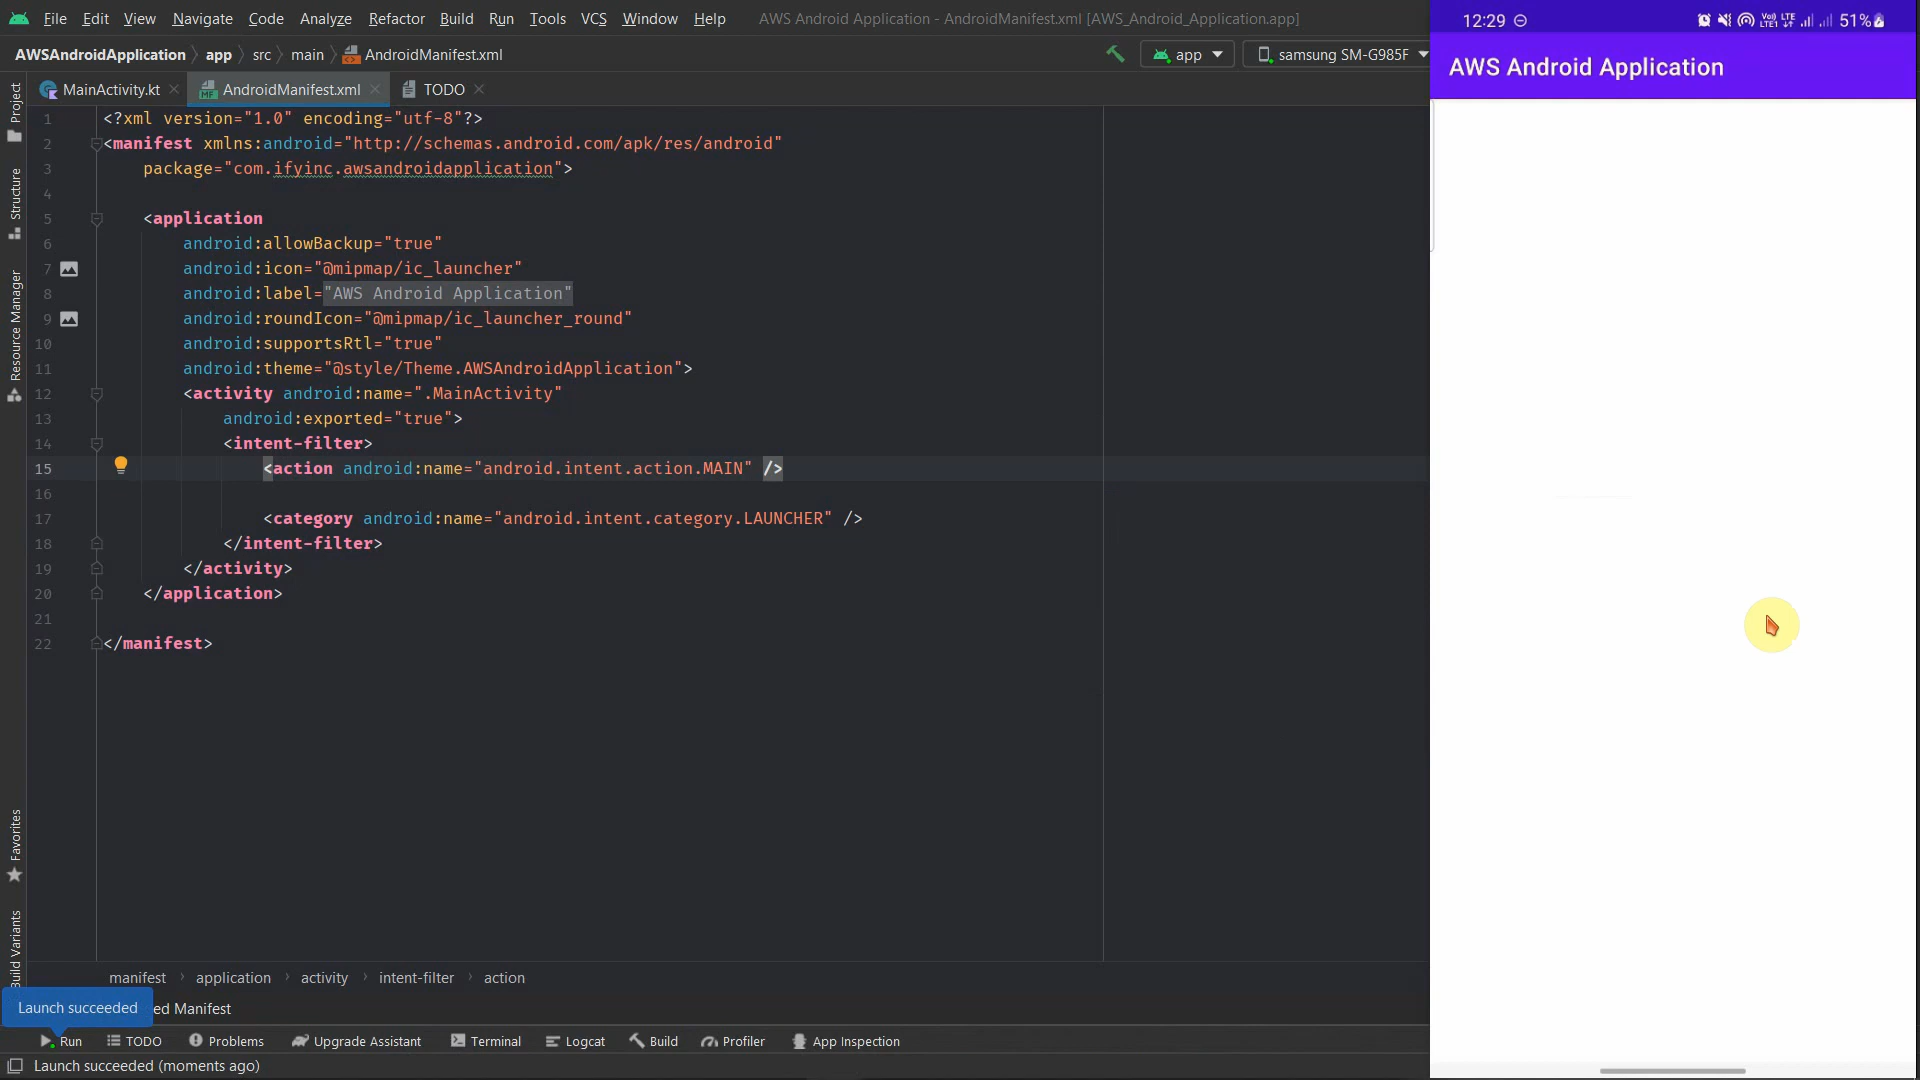 File Edit View Navigate Code Analyze Refactor Build Run Tools VCS Window Help AWS Android Application - AndroidManifest.xml [AWS_Android_Application.app]
AWSAndroidApplication app src main AndroidManifest.xml app samsung SM-G985F
MainActivity.kt AndroidManifest.xml TODO
Project
Structure
Resource Manager
Favorites
Build Variants
1 <?xml version="1.0" encoding="utf-8"?>
2 <manifest xmlns:android="http://schemas.android.com/apk/res/android"
3 package="com.ifyinc.awsandroidapplication">
4
5 <application
6 android:allowBackup="true"
7 android:icon="@mipmap/ic_launcher"
8 android:label="AWS Android Application"
9 android:roundIcon="@mipmap/ic_launcher_round"
10 android:supportsRtl="true"
11 android:theme="@style/Theme.AWSAndroidApplication">
12 <activity android:name=".MainActivity"
13 android:exported="true">
14 <intent-filter>
15 <action android:name="android.intent.action.MAIN" />
16
17 <category android:name="android.intent.category.LAUNCHER" />
18 </intent-filter>
19 </activity>
20 </application>
21
22 </manifest>
manifest application activity intent-filter action
Launch succeeded
ed Manifest
Run TODO Problems Upgrade Assistant Terminal Logcat Build Profiler App Inspection
Launch succeeded (moments ago)
12:29 51%
AWS Android Application